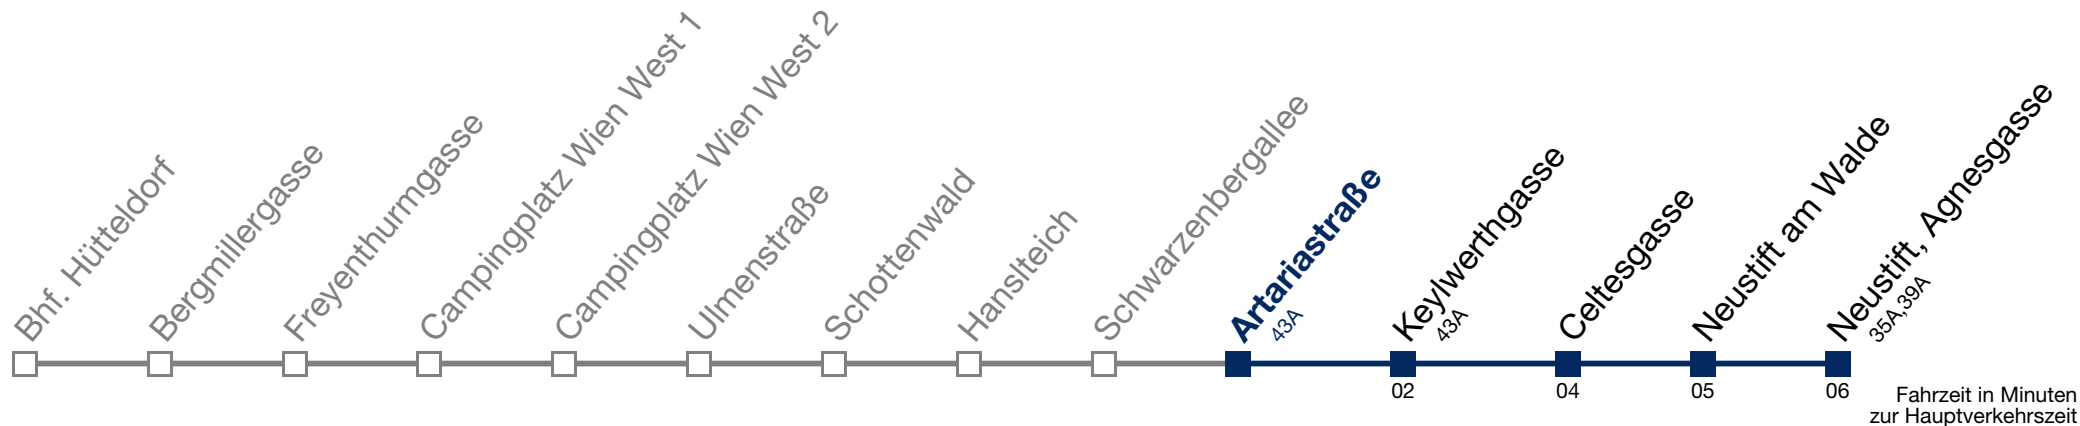 Bhf. Hütteldorf
Bergmillergasse
Freyenthurmgasse
Campingplatz Wien West 1
Campingplatz Wien West 2
Ulmenstraße
Schottenwald
Hanslteich
Schwarzenbergallee
Artariastraße
43A
Keylwerthgasse
43A
Celtesgasse
Neustift am Walde
Neustift, Agnesgasse
35A,39A
02
04
05
06
Fahrzeit in Minuten
zur Hauptverkehrszeit